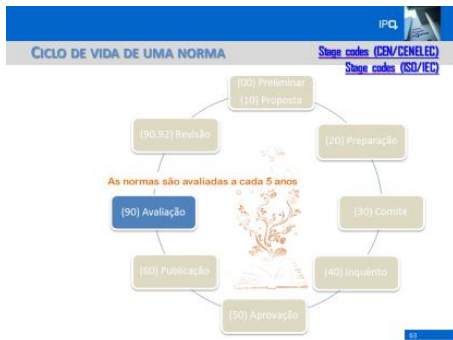 IPQ
CICLO DE VIDA DE UMA NORMA
Stage codes (CEN/CENELEC)
Stage codes (ISO/IEC)
(00) Preliminar
(10) Proposta
(90.92) Revisão
(20) Preparação
As normas são avaliadas a cada 5 anos
(90) Avaliação
(30) Comité
(60) Publicação
(40) Inquérito
(50) Aprovação
63